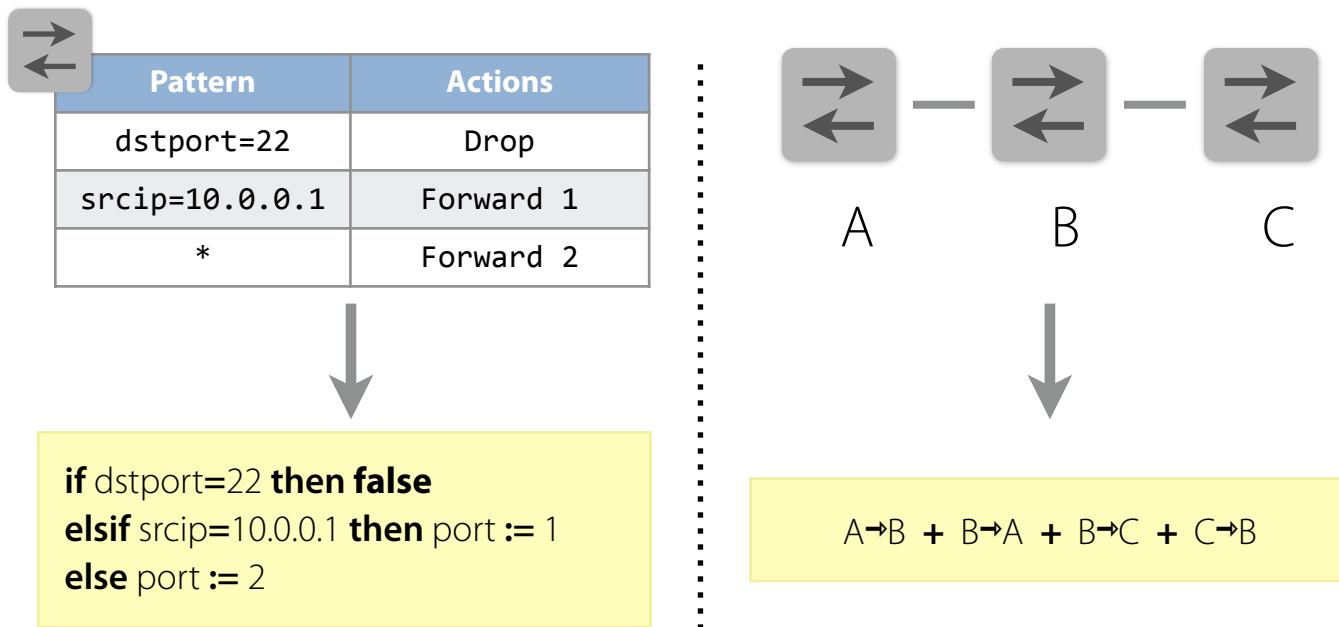 Pattern Actions
dstport=22 Drop
srcip=10.0.0.1 Forward 1
* Forward 2
if dstport=22 then false
elsif srcip=10.0.0.1 then port := 1
else port := 2
A B C
A→B + B→A + B→C + C→B